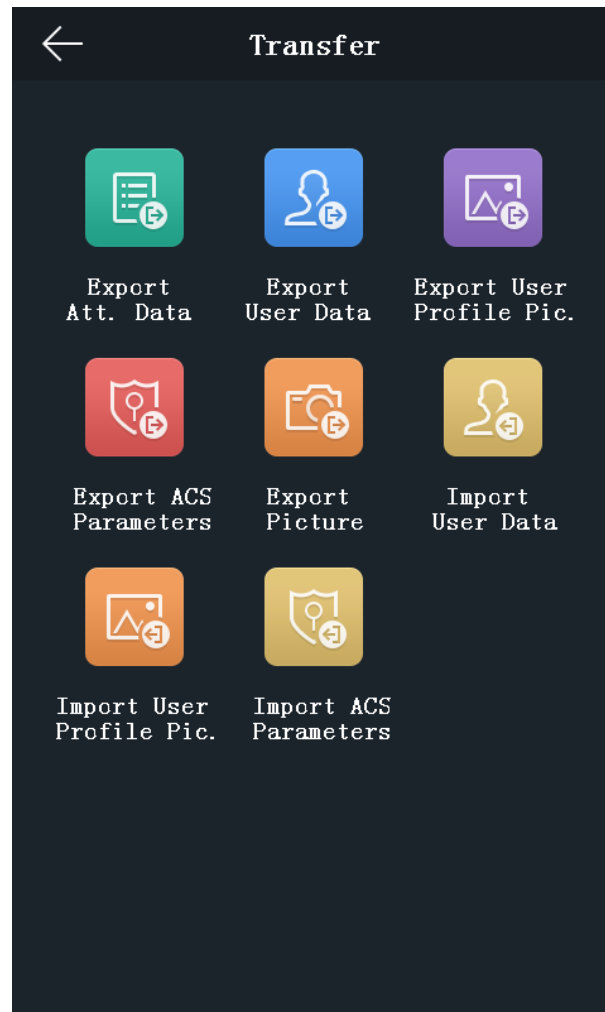 Transfer
Export
Att. Data
Export
User Data
Export User
Profile Pic.
Export ACS
Parameters
Export
Picture
Import
User Data
Import User
Profile Pic.
Import ACS
Parameters